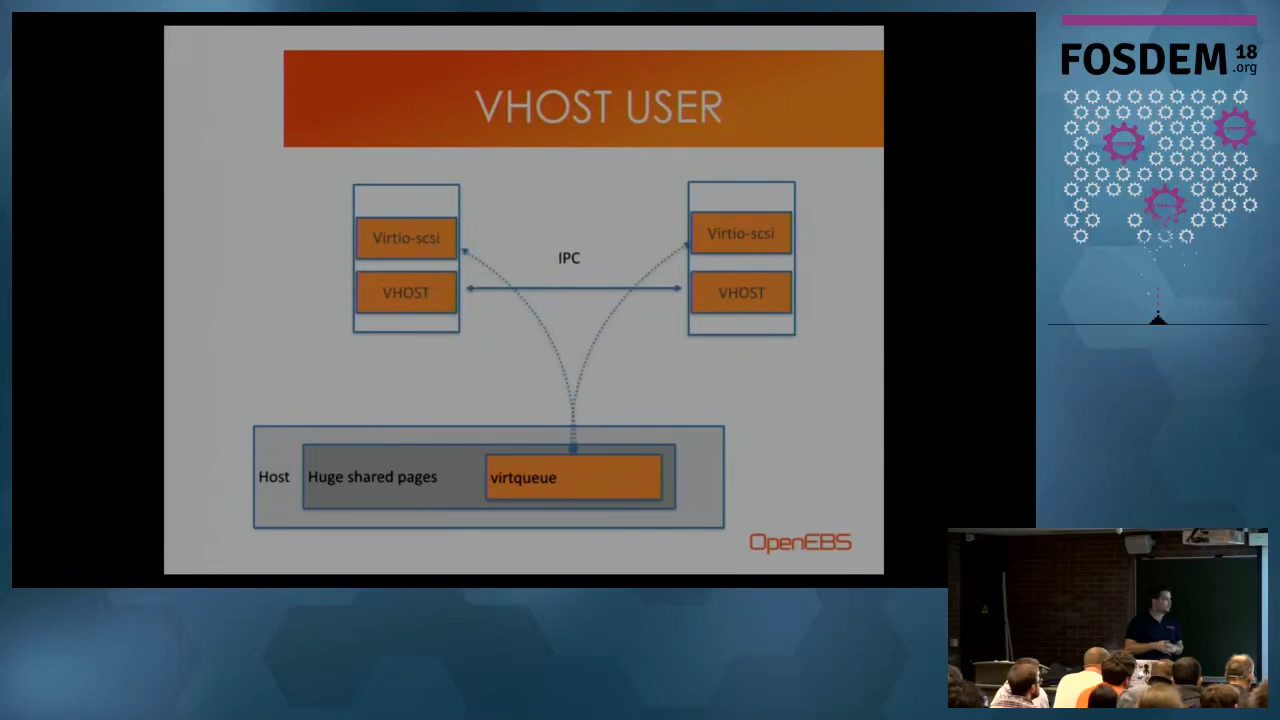 VHOST USER
Virtio-scsi
VHOST
IPC
Virtio-scsi
VHOST
Host
Huge shared pages
virtqueue
OpenEBS
FOSDEM 18
.org